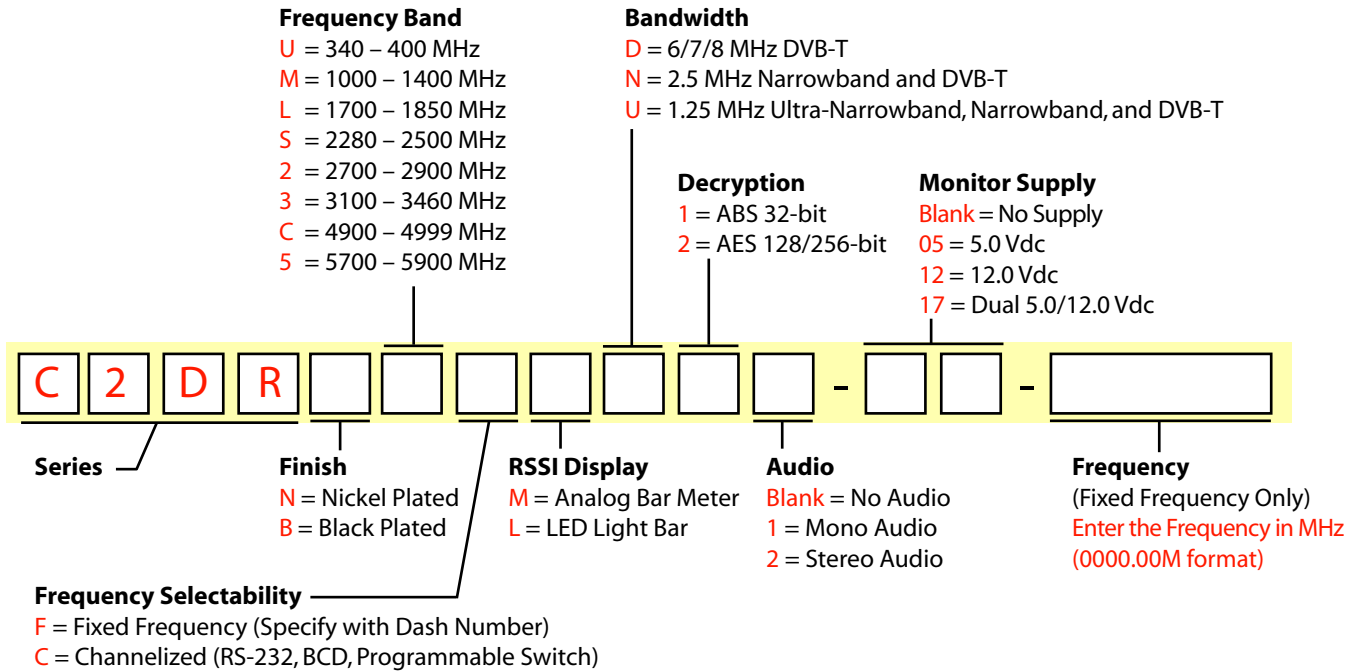 Frequency Band
U = 340 – 400 MHz
M = 1000 – 1400 MHz
L = 1700 – 1850 MHz
S = 2280 – 2500 MHz
2 = 2700 – 2900 MHz
3 = 3100 – 3460 MHz
C = 4900 – 4999 MHz
5 = 5700 – 5900 MHz
Bandwidth
D = 6/7/8 MHz DVB-T
N = 2.5 MHz Narrowband and DVB-T
U = 1.25 MHz Ultra-Narrowband, Narrowband, and DVB-T
Decryption
1 = ABS 32-bit
2 = AES 128/256-bit
Monitor Supply
Blank = No Supply
05 = 5.0 Vdc
12 = 12.0 Vdc
17 = Dual 5.0/12.0 Vdc
C 2 D R - -
Series
Finish
N = Nickel Plated
B = Black Plated
RSSI Display
M = Analog Bar Meter
L = LED Light Bar
Audio
Blank = No Audio
1 = Mono Audio
2 = Stereo Audio
Frequency
(Fixed Frequency Only)
Enter the Frequency in MHz
(0000.00M format)
Frequency Selectability
F = Fixed Frequency (Specify with Dash Number)
C = Channelized (RS-232, BCD, Programmable Switch)